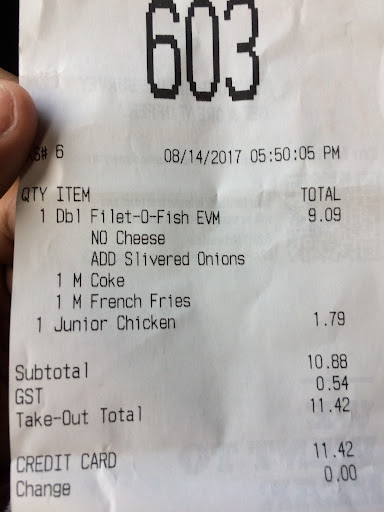 603
KS# 6 08/14/2017 05:50:05 PM
QTY ITEM TOTAL
1 Dbl Filet-O-Fish EVM 9.09
NO Cheese
ADD Slivered Onions
1 M Coke
1 M French Fries
1 Junior Chicken 1.79
Subtotal 10.88
GST 0.54
Take-Out Total 11.42
CREDIT CARD 11.42
Change 0.00